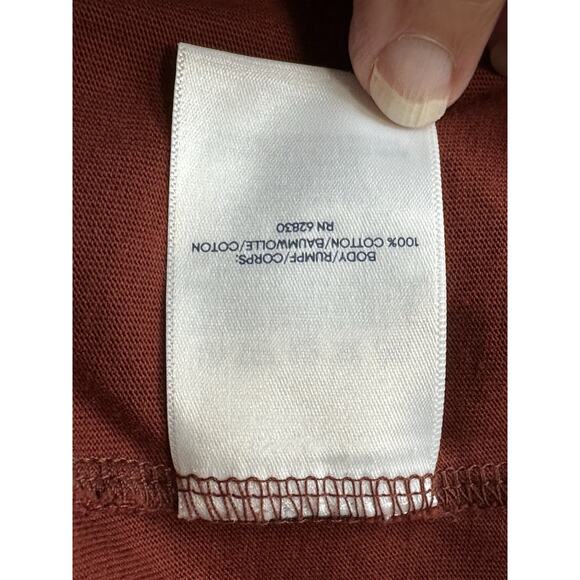 BODY/RUMPF/CORPS:
100% COTTON/BAUMWOLLE/COTON
RN 62830